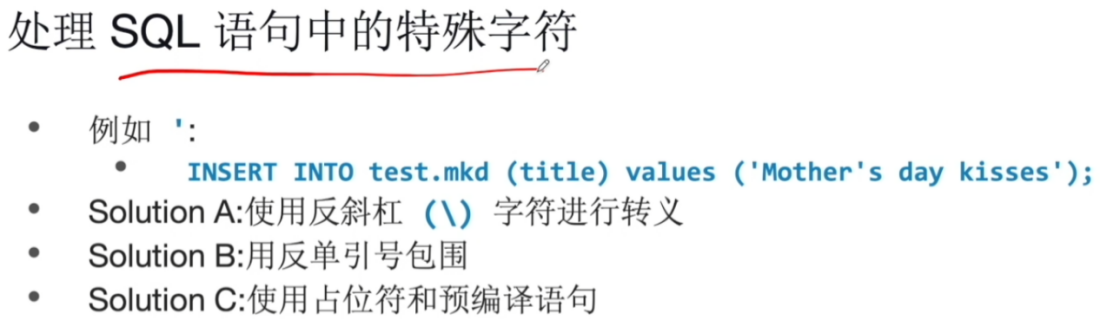 处理 SQL 语句中的特殊字符
• 例如 ':
• INSERT INTO test.mkd (title) values ('Mother's day kisses');
• Solution A:使用反斜杠 (\) 字符进行转义
• Solution B:用反单引号包围
• Solution C:使用占位符和预编译语句